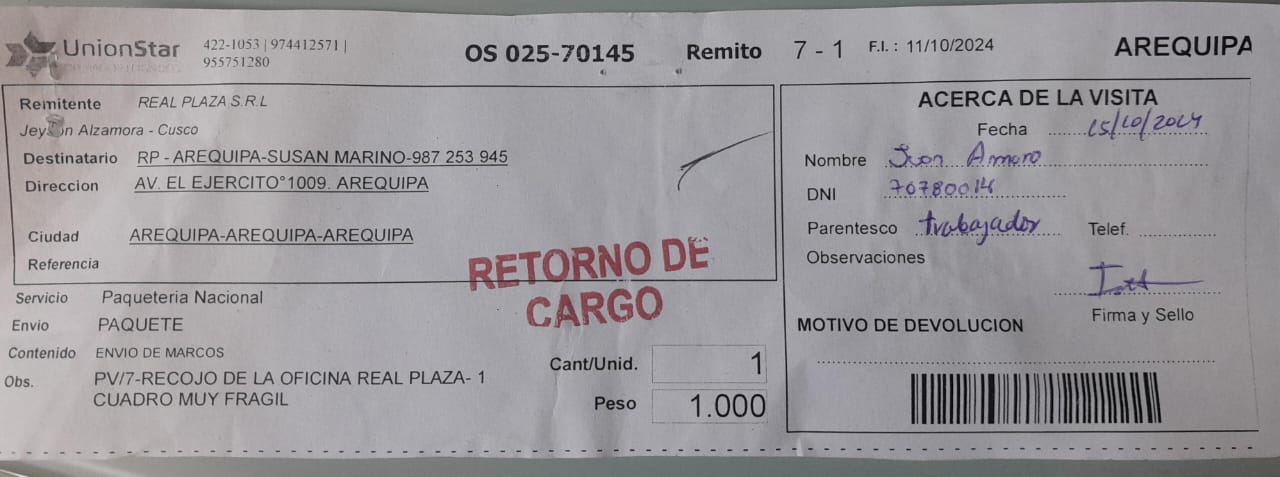 UnionStar
422-1053 | 974412571 |
955751280
OS 025-70145 Remito 7 - 1 F.I. : 11/10/2024 AREQUIPA
Remitente REAL PLAZA S.R.L
Alzamora - Cusco
Destinatario RP - AREQUIPA-SUSAN MARINO-987 253 945
Direccion AV. EL EJERCITO°1009. AREQUIPA
Ciudad AREQUIPA-AREQUIPA-AREQUIPA
Referencia
RETORNO DE
CARGO
Servicio Paqueteria Nacional
Envio PAQUETE
Contenido ENVIO DE MARCOS
Obs. PV/7-RECOJO DE LA OFICINA REAL PLAZA- 1
CUADRO MUY FRAGIL
Cant/Unid. 1
Peso 1.000
ACERCA DE LA VISITA
Fecha 15/10/2024
Nombre Amaro
DNI 70780014
Parentesco trabajador Telef.
Observaciones
Firma y Sello
MOTIVO DE DEVOLUCION